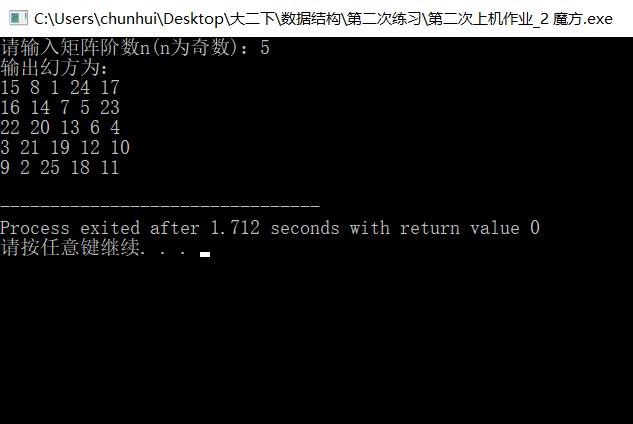 C:\Users\chunhui\Desktop\大二下\数据结构\第二次练习\第二次上机作业_2 魔方.exe
请输入矩阵阶数n(n为奇数): 5
输出幻方为:
15 8 1 24 17
16 14 7 5 23
22 20 13 6 4
3 21 19 12 10
9 2 25 18 11
--------------------------------
Process exited after 1.712 seconds with return value 0
请按任意键继续. . .